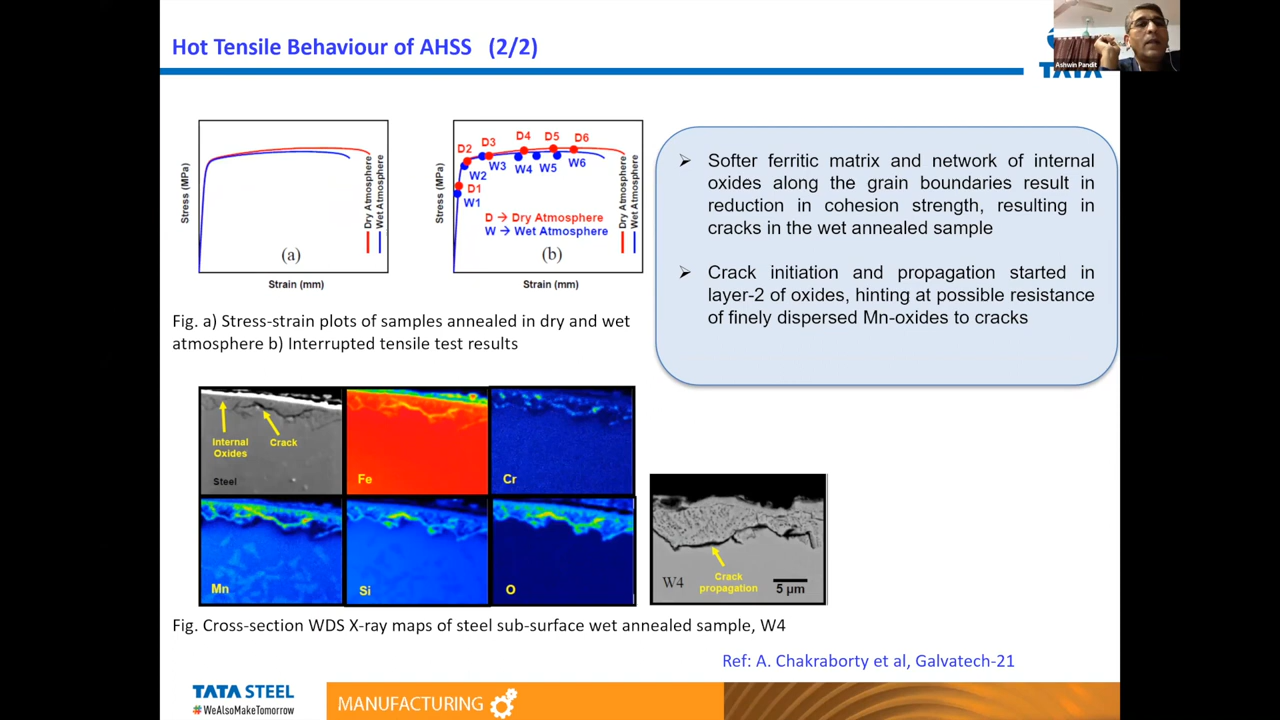 Hot Tensile Behaviour of AHSS (2/2)
Ashwin Pandit
TATA
Stress (MPa)
Dry Atmosphere
Wet Atmosphere
(a)
Strain (mm)
Stress (MPa)
D1
D2
D3
D4
D5
D6
W1
W2
W3
W4
W5
W6
D → Dry Atmosphere
W → Wet Atmosphere
Dry Atmosphere
Wet Atmosphere
(b)
Strain (mm)
Fig. a) Stress-strain plots of samples annealed in dry and wet
atmosphere b) Interrupted tensile test results
➢ Softer ferritic matrix and network of internal
oxides along the grain boundaries result in
reduction in cohesion strength, resulting in
cracks in the wet annealed sample
➢ Crack initiation and propagation started in
layer-2 of oxides, hinting at possible resistance
of finely dispersed Mn-oxides to cracks
Internal
Oxides
Crack
Steel
Fe
Cr
Mn
Si
O
W4
Crack
propagation
5 µm
Fig. Cross-section WDS X-ray maps of steel sub-surface wet annealed sample, W4
Ref: A. Chakraborty et al, Galvatech-21
TATA STEEL
#WeAlsoMakeTomorrow
MANUFACTURING